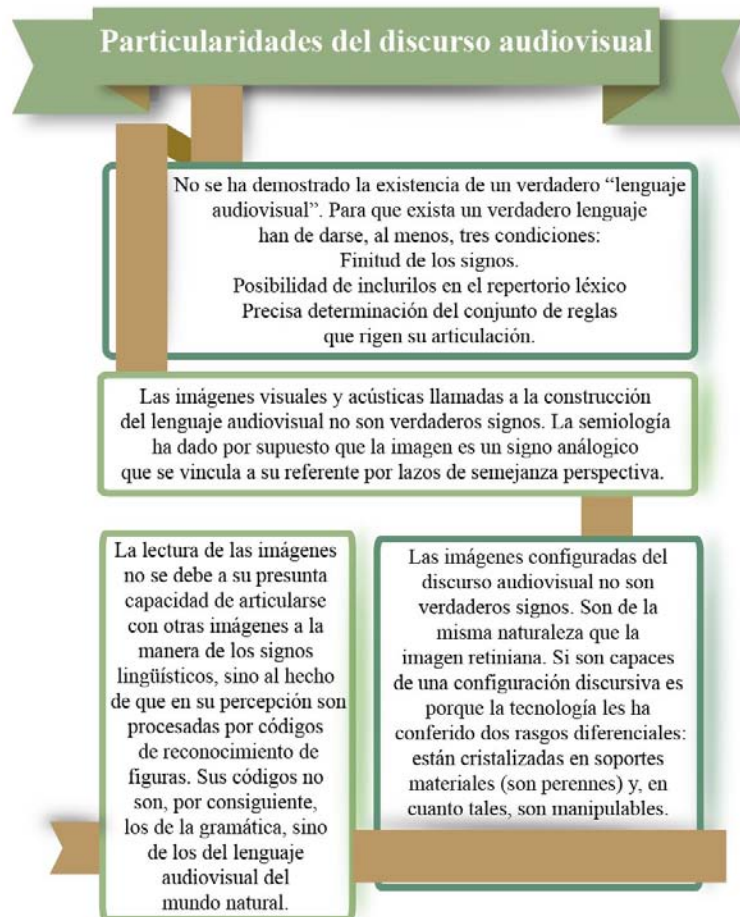 Particularidades del discurso audiovisual
No se ha demostrado la existencia de un verdadero “lenguaje
audiovisual”. Para que exista un verdadero lenguaje
han de darse, al menos, tres condiciones:
Finitud de los signos.
Posibilidad de inclurilos en el repertorio léxico
Precisa determinación del conjunto de reglas
que rigen su articulación.
Las imágenes visuales y acústicas llamadas a la construcción
del lenguaje audiovisual no son verdaderos signos. La semiología
ha dado por supuesto que la imagen es un signo análogico
que se vincula a su referente por lazos de semejanza perspectiva.
La lectura de las imágenes
no se debe a su presunta
capacidad de articularse
con otras imágenes a la
manera de los signos
lingüísticos, sino al hecho
de que en su percepción son
procesadas por códigos
de reconocimiento de
figuras. Sus códigos no
son, por consiguiente,
los de la gramática, sino
de los del lenguaje
audiovisual del
mundo natural.
Las imágenes configuradas del
discurso audiovisual no son
verdaderos signos. Son de la
misma naturaleza que la
imagen retiniana. Si son capaces
de una configuración discursiva es
porque la tecnología les ha
conferido dos rasgos diferenciales:
están cristalizadas en soportes
materiales (son perennes) y, en
cuanto tales, son manipulables.